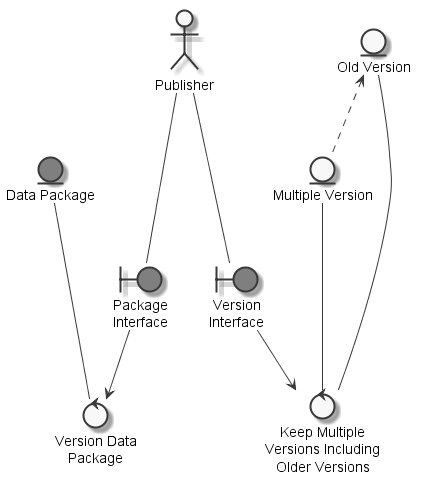 Publisher
Old Version
Data Package
Multiple Version
Package
Interface
Version
Interface
Version Data
Package
Keep Multiple
Versions Including
Older Versions